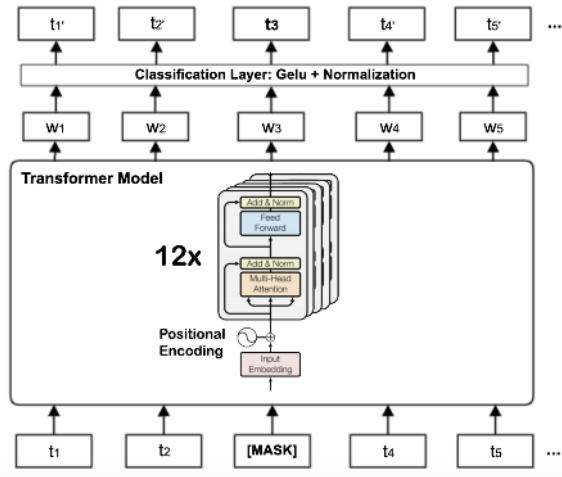 t1' t2' t3 t4' t5' ...
Classification Layer: Gelu + Normalization
w1 w2 w3 w4 w5
Transformer Model
Add & Norm
Feed
Forward
12x
Add & Norm
Multi-Head
Attention
Positional
Encoding
Input
Embedding
t1 t2 [MASK] t4 t5 ...